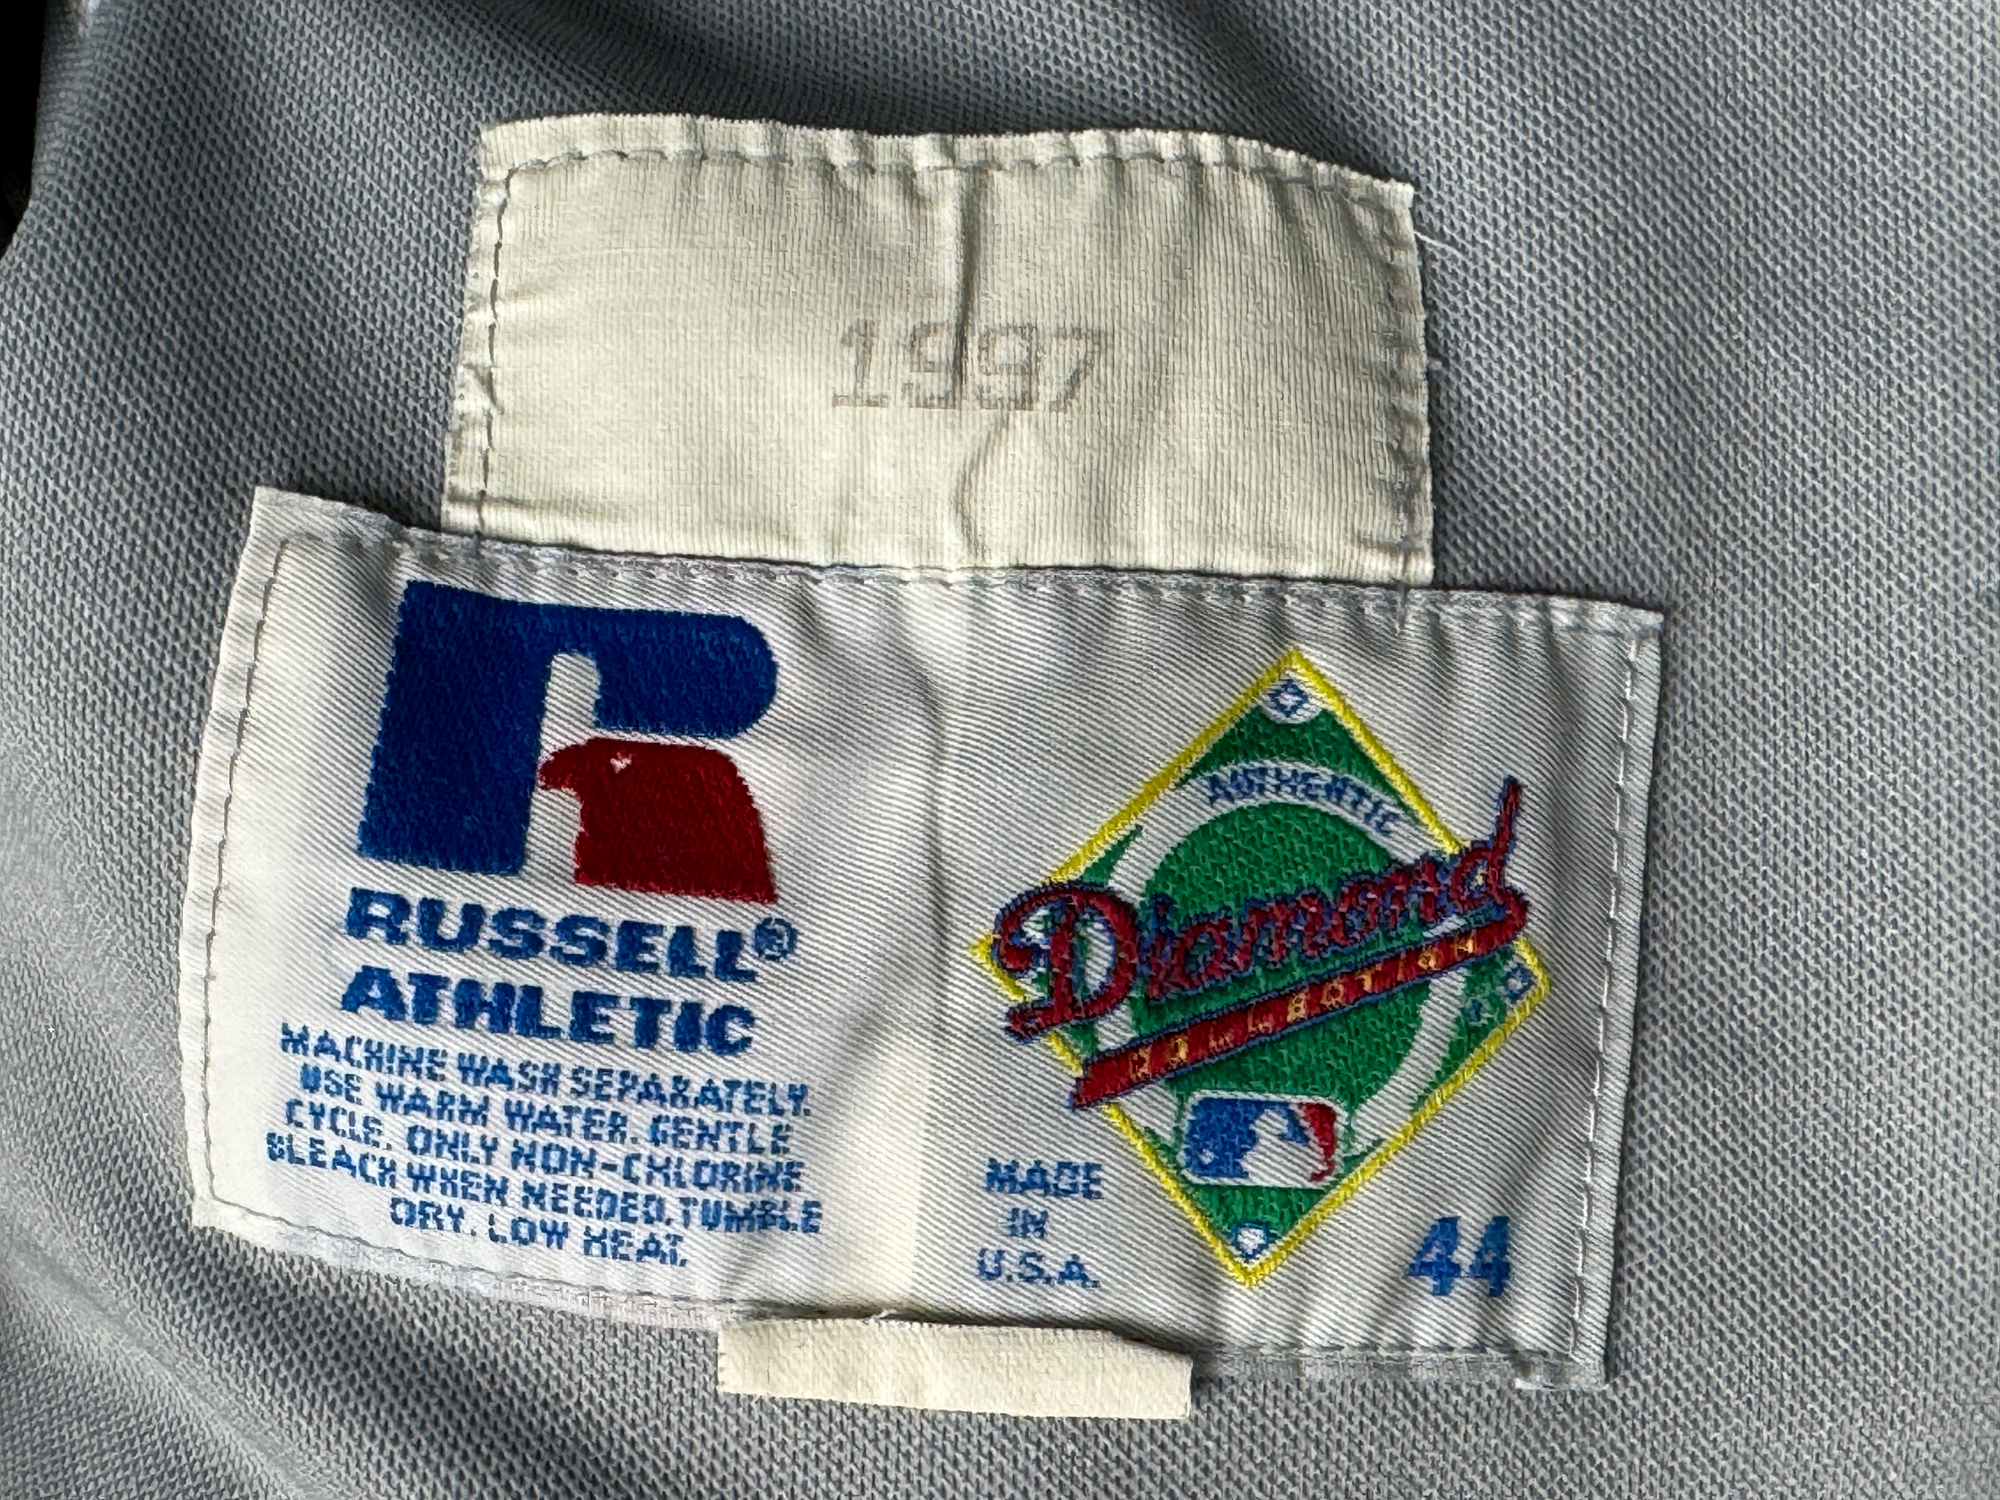 1997
RUSSELL®
ATHLETIC
MACHINE WASH SEPARATELY.
USE WARM WATER. GENTLE
CYCLE. ONLY NON-CHLORINE
BLEACH WHEN NEEDED. TUMBLE
DRY. LOW HEAT.
AUTHENTIC
Diamond
COLLECTION
MADE
IN
U.S.A.
44